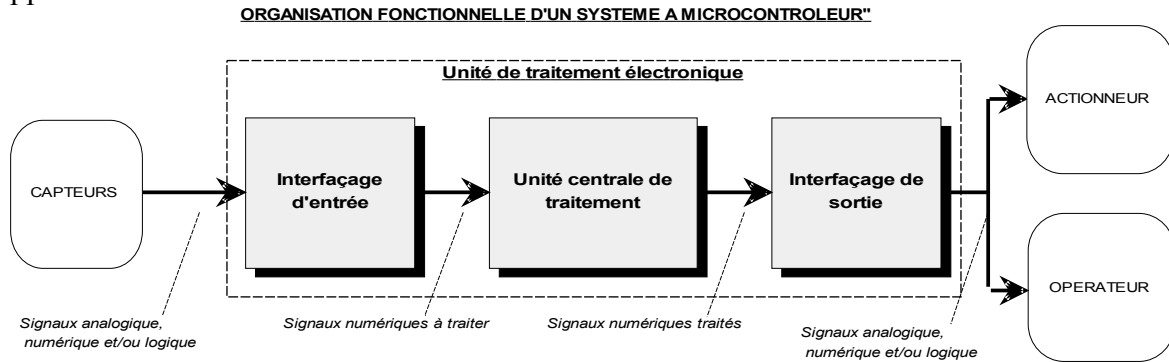 ORGANISATION FONCTIONNELLE D'UN SYSTEME A MICROCONTROLEUR"
Unité de traitement électronique
CAPTEURS
Interfaçage
d'entrée
Unité centrale de
traitement
Interfaçage de
sortie
ACTIONNEUR
OPERATEUR
Signaux analogique,
numérique et/ou logique
Signaux numériques à traiter
Signaux numériques traités
Signaux analogique,
numérique et/ou logique